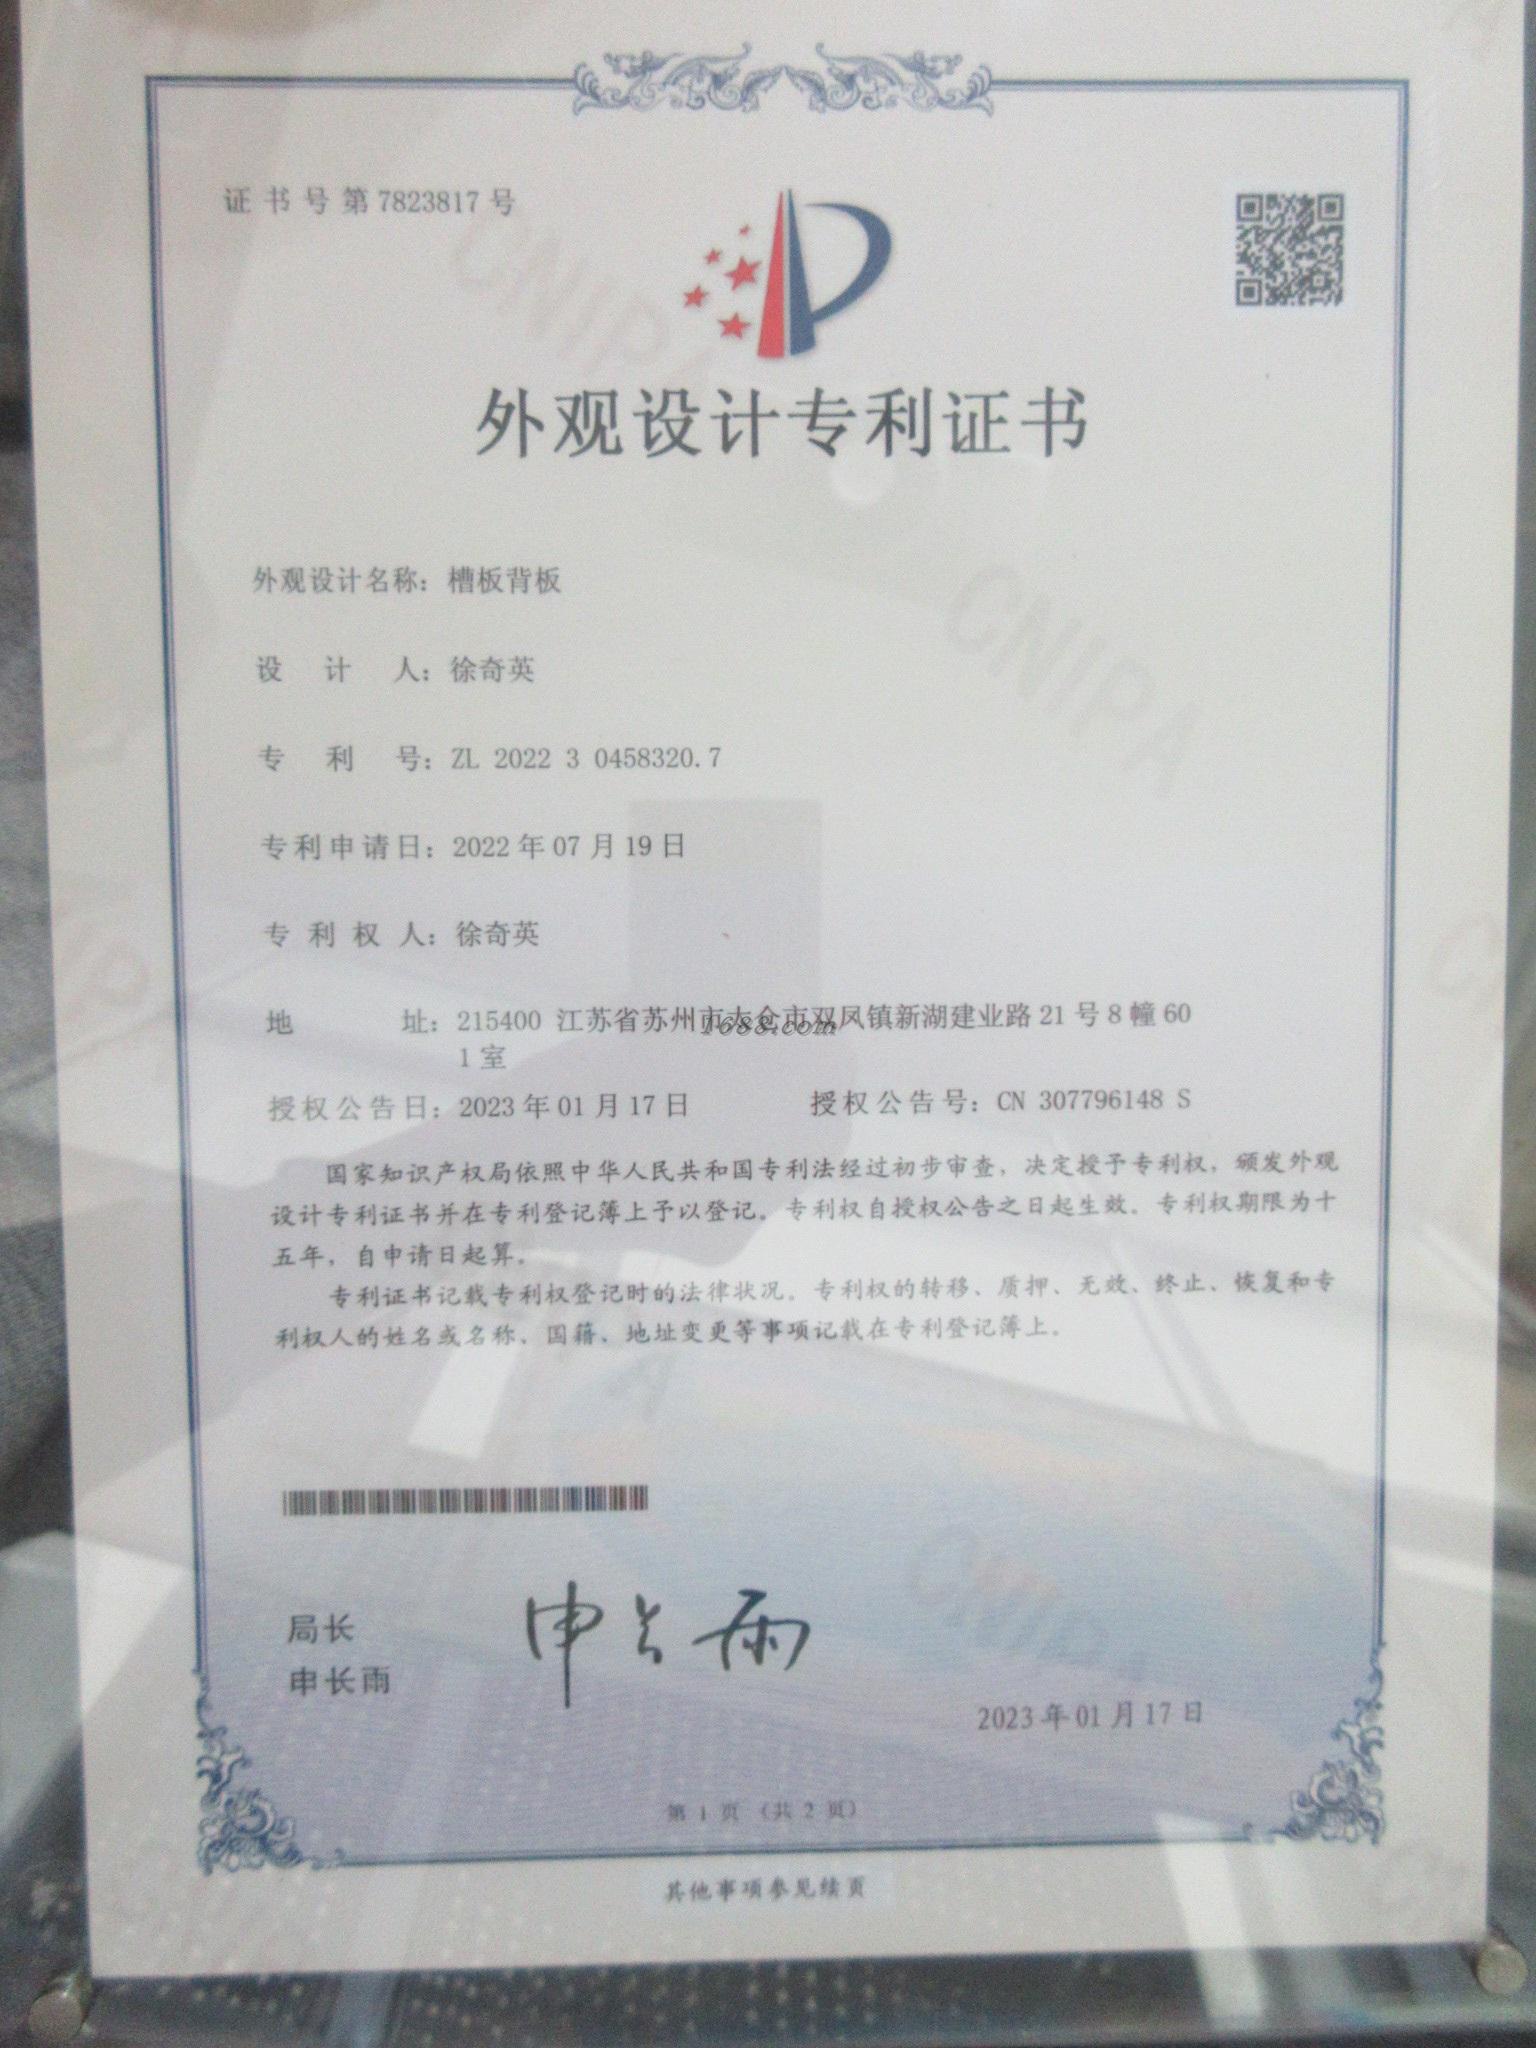 证书号第7823817号
外观设计专利证书
外观设计名称：槽板背板
设计人：徐奇英
专利号：ZL 2022 3 0458320.7
专利申请日：2022年07月19日
专利权人：徐奇英
地址：215400 江苏省苏州市太仓市双凤镇新湖建业路21号8幢60
1688.com
1室
授权公告日：2023年01月17日 授权公告号：CN 307796148 S
国家知识产权局依照中华人民共和国专利法经过初步审查，决定授予专利权，颁发外观
设计专利证书并在专利登记簿上予以登记。专利权自授权公告之日起生效。专利权期限为十
五年，自申请日起算。
专利证书记载专利权登记时的法律状况。专利权的转移、质押、无效、终止、恢复和专
利权人的姓名或名称、国籍、地址变更等事项记载在专利登记簿上。
局长
申长雨
申长雨
2023年01月17日
第 1 页 （共 2 页）
其他事项参见续页
CNIPA
CNIPA
CNIPA